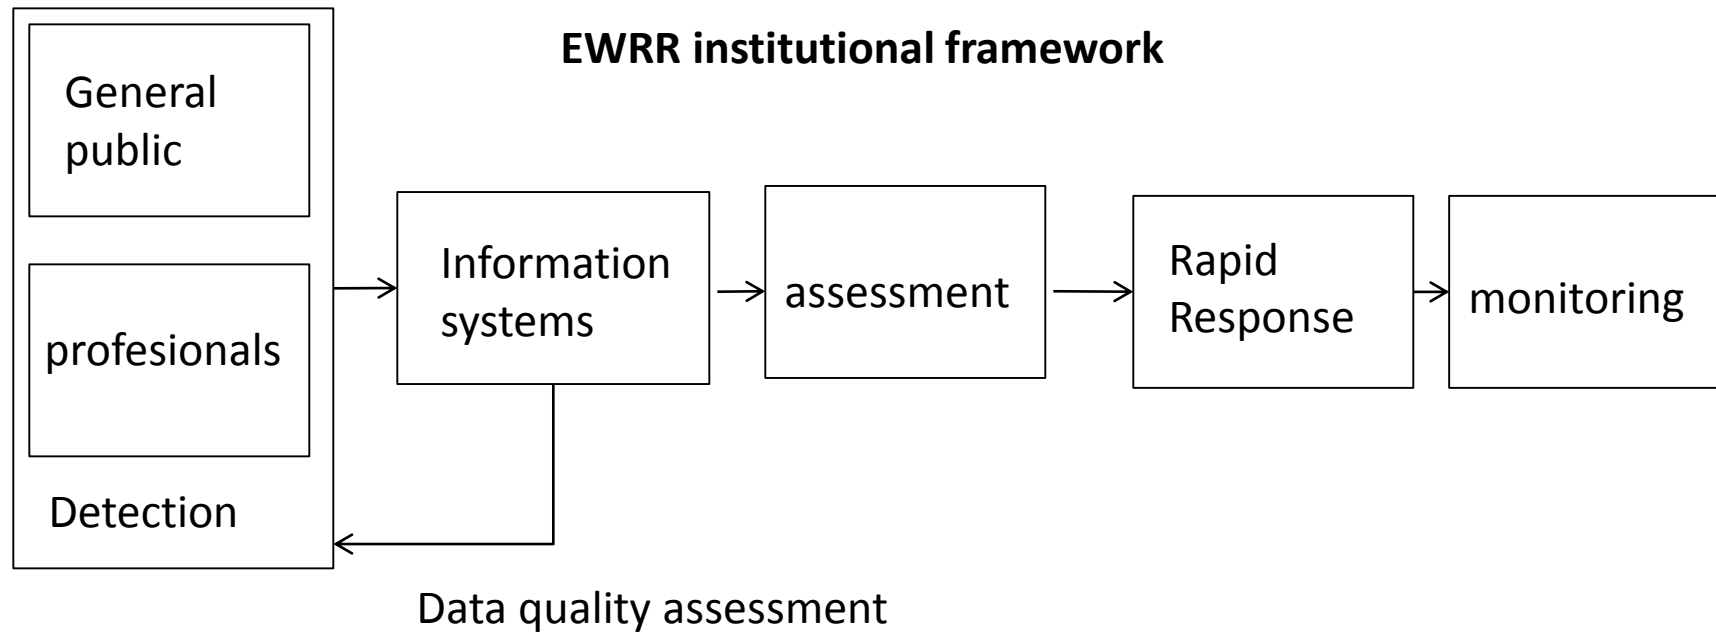 EWRR institutional framework
General
public
profesionals
Detection
Information
systems
assessment
Rapid
Response
monitoring
Data quality assessment